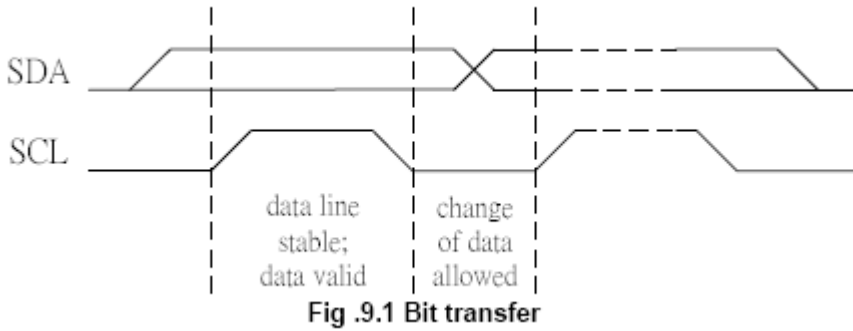 SDA
SCL
data line
stable;
data valid
change
of data
allowed
Fig .9.1 Bit transfer